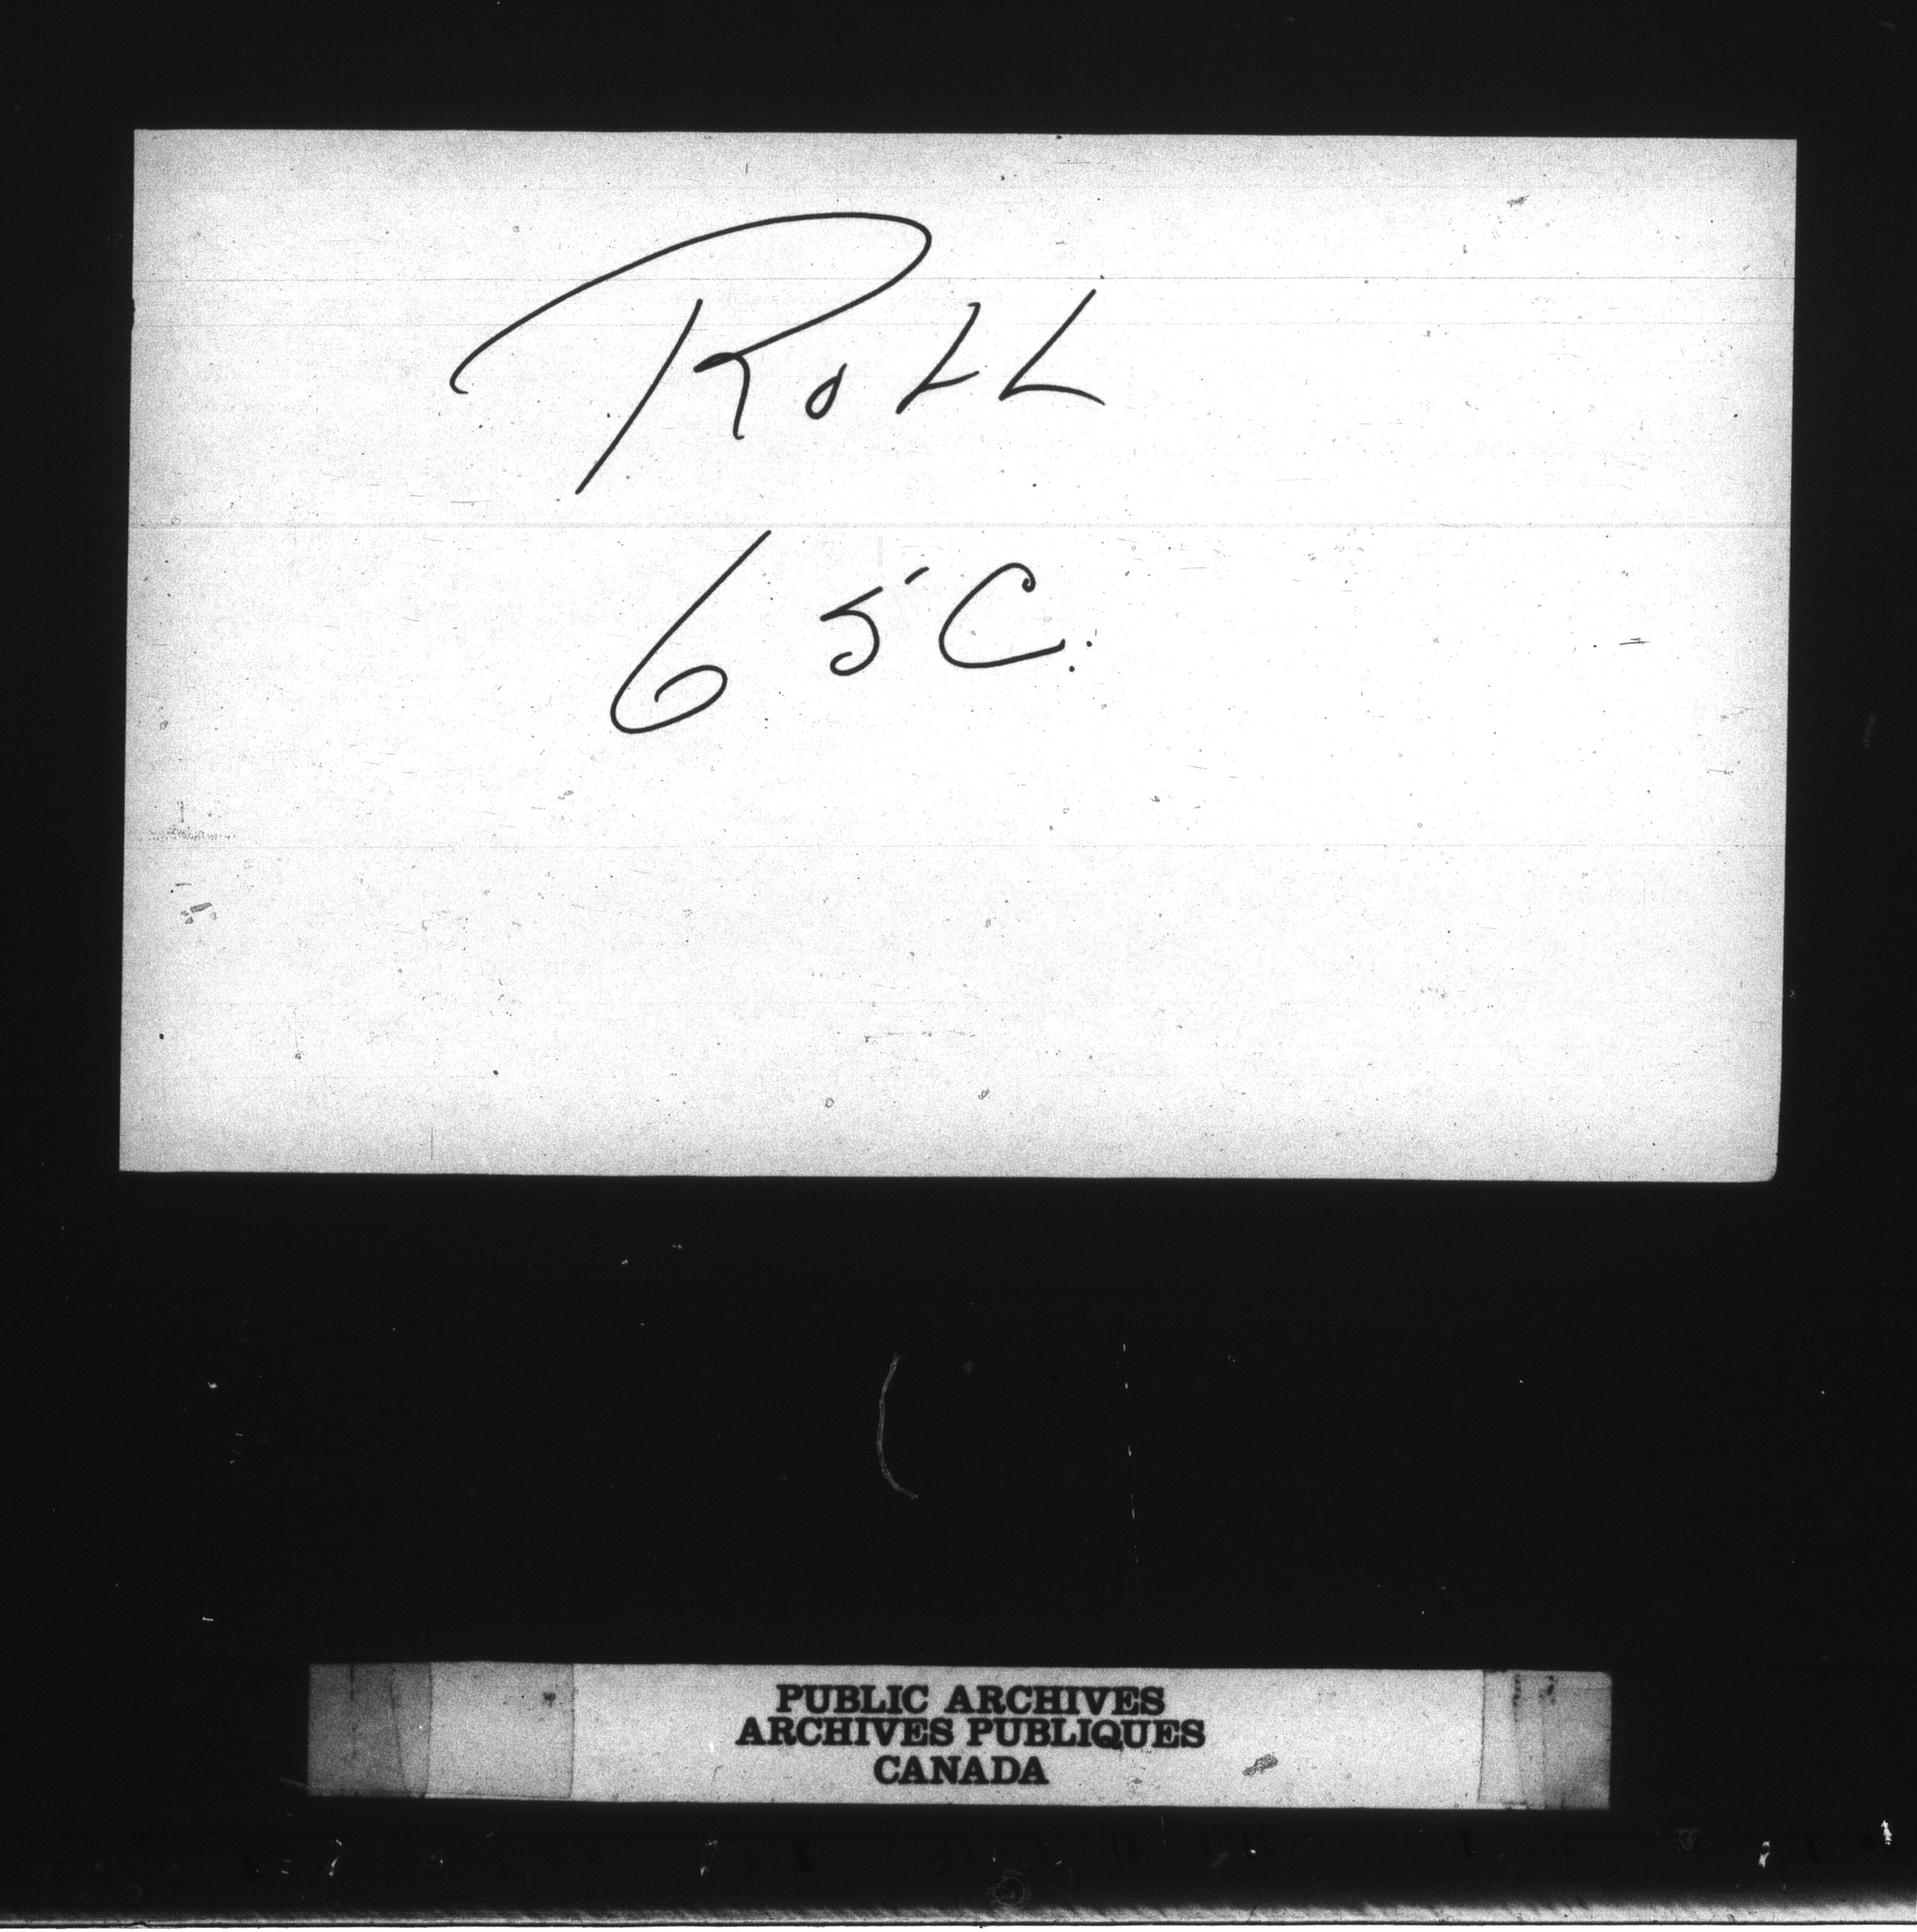 ROLL
65C.
PUBLIC ARCHIVES
ARCHIVES PUBLIQUES
CANADA